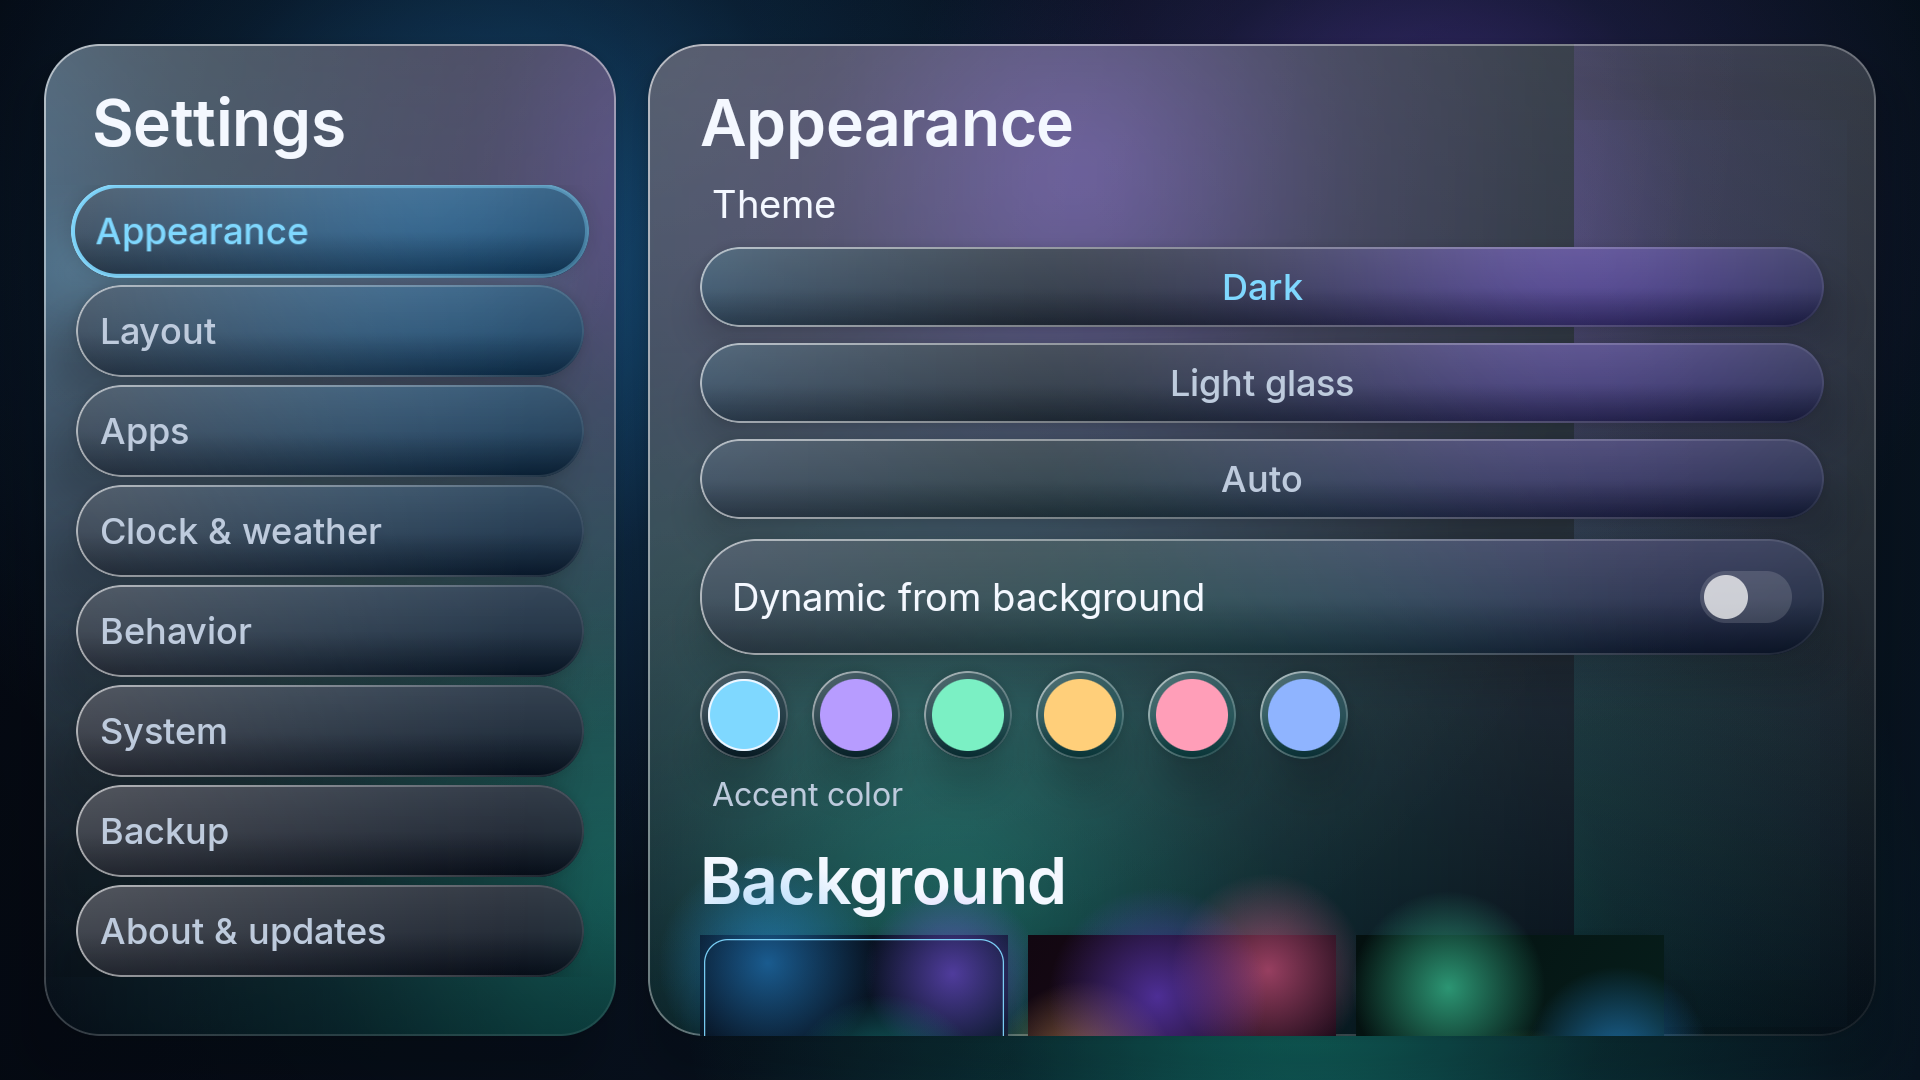 Settings
Appearance
Layout
Apps
Clock & weather
Behavior
System
Backup
About & updates
Appearance
Theme
Dark
Light glass
Auto
Dynamic from background
Accent color
Background